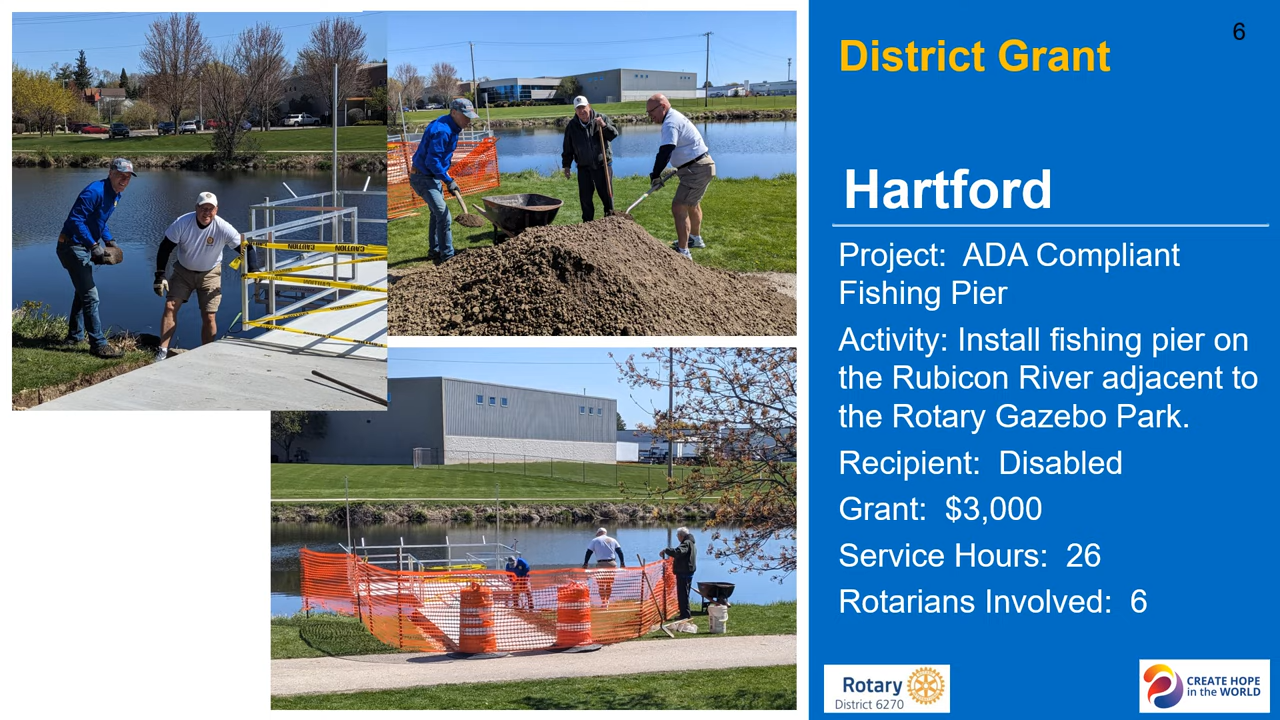 6
District Grant
Hartford
Project:  ADA Compliant
Fishing Pier
Activity: Install fishing pier on
the Rubicon River adjacent to
the Rotary Gazebo Park.
Recipient:  Disabled
Grant:  $3,000
Service Hours:  26
Rotarians Involved:  6
Rotary
District 6270
CREATE HOPE
in the WORLD
CAUTION CAUTION